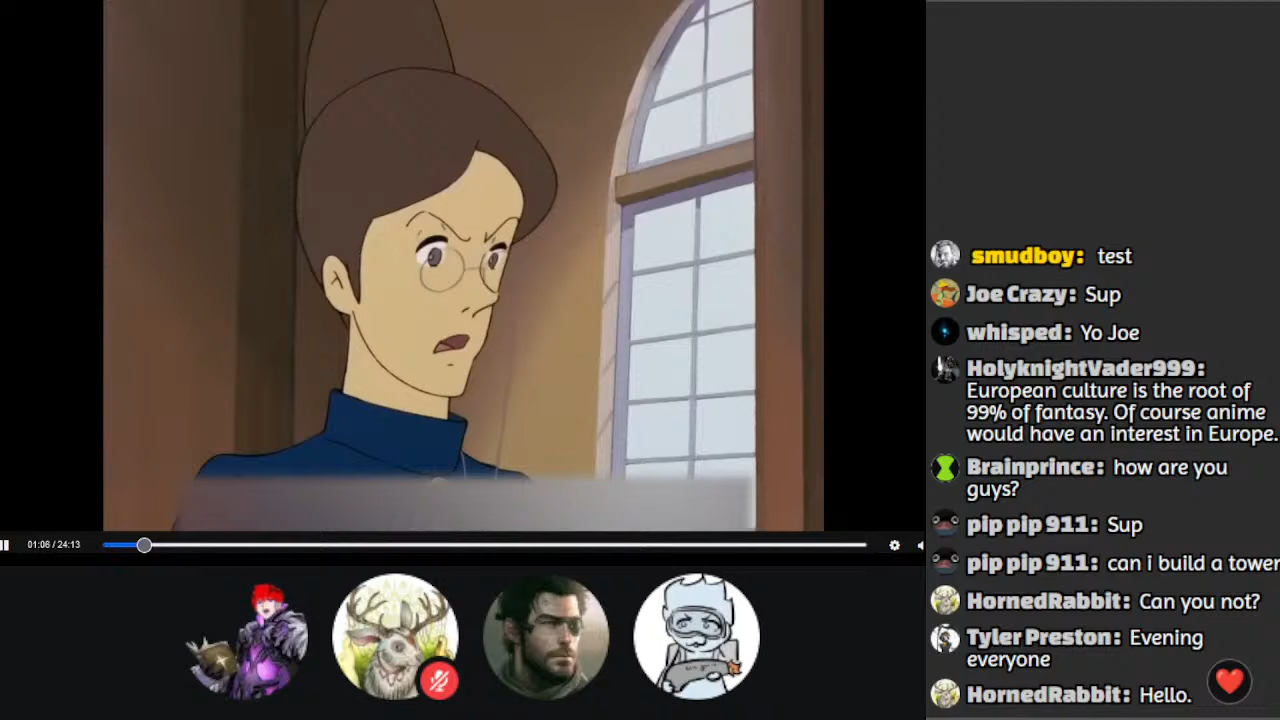 smudboy: test
Joe Crazy: Sup
whisped: Yo Joe
HolyknightVader999:
European culture is the root of
99% of fantasy. Of course anime
would have an interest in Europe.
Brainprince: how are you
guys?
pip pip 911: Sup
pip pip 911: can i build a tower
HornedRabbit: Can you not?
Tyler Preston: Evening
everyone
HornedRabbit: Hello.
01:06 / 24:13